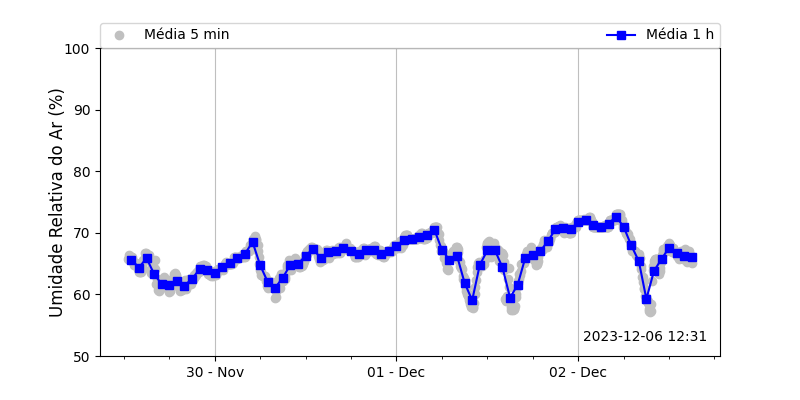 Média 5 min
Média 1 h
Umidade Relativa do Ar (%)
100
90
80
70
60
50
2023-12-06 12:31
30 - Nov
01 - Dec
02 - Dec